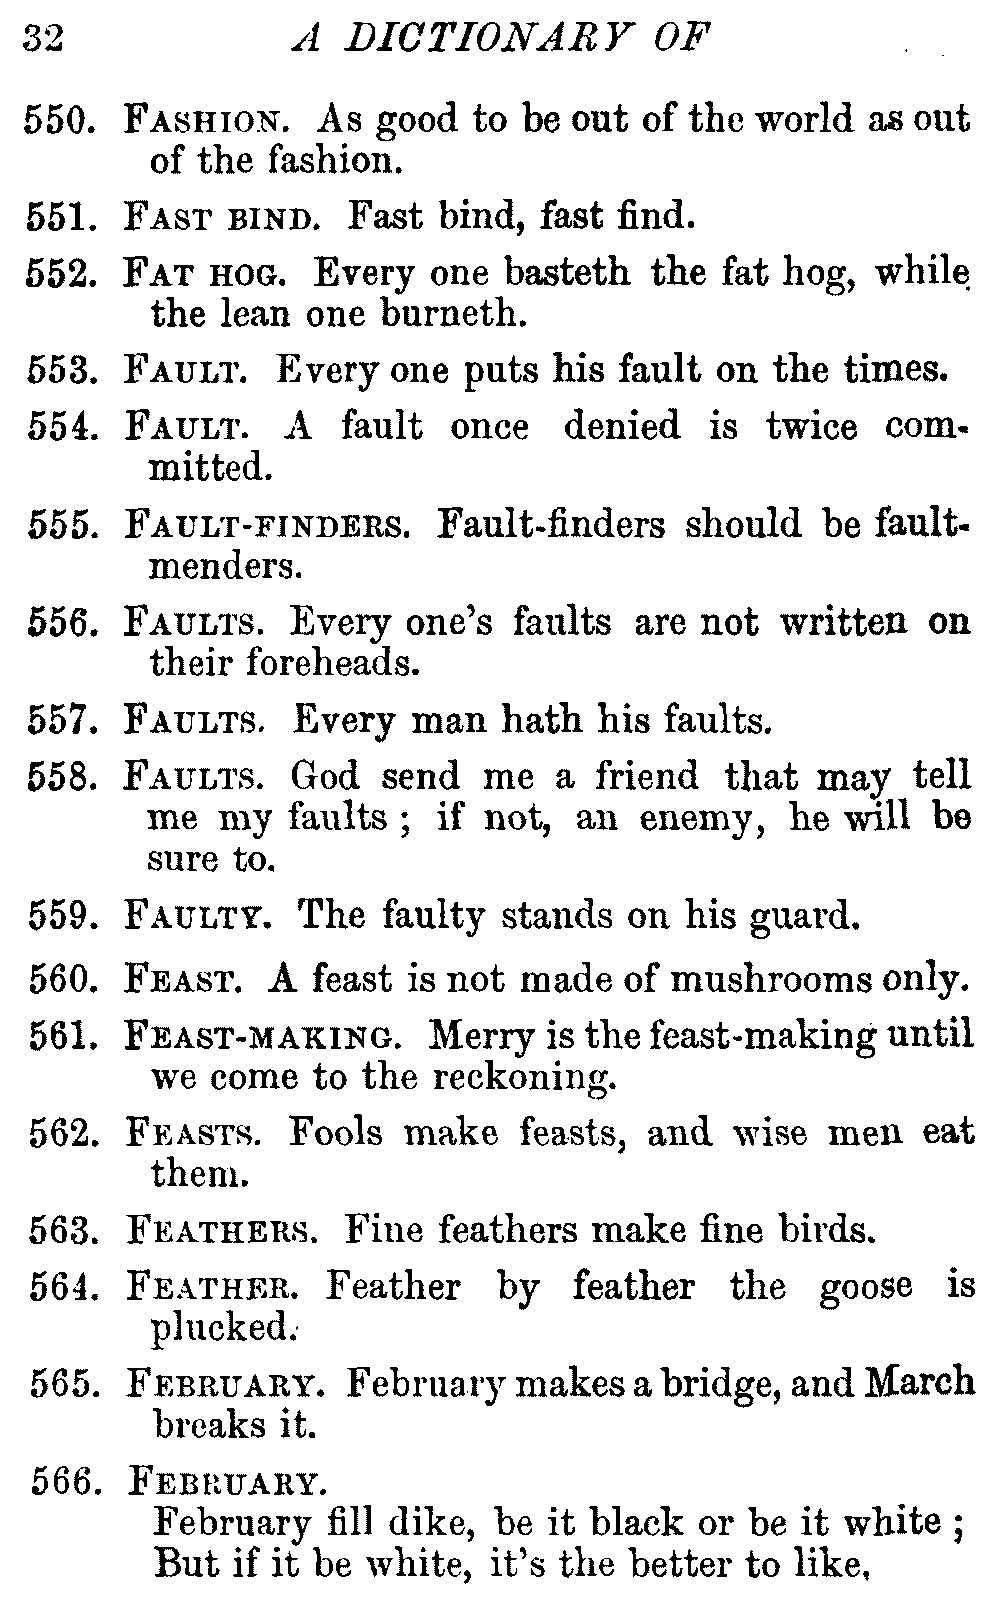 32 A DICTIONARY OF
550. FASHION. As good to be out of the world as out
of the fashion.
551. FAST BIND. Fast bind, fast find.
552. FAT HOG. Every one basteth the fat hog, while
the lean one burneth.
553. FAULT. Every one puts his fault on the times.
554. FAULT. A fault once denied is twice com-
mitted.
555. FAULT-FINDERS. Fault-finders should be fault-
menders.
556. FAULTS. Every one's faults are not written on
their foreheads.
557. FAULTS. Every man hath his faults.
558. FAULTS. God send me a friend that may tell
me my faults ; if not, an enemy, he will be
sure to.
559. FAULTY. The faulty stands on his guard.
560. FEAST. A feast is not made of mushrooms only.
561. FEAST-MAKING. Merry is the feast-making until
we come to the reckoning.
562. FEASTS. Fools make feasts, and wise men eat
them.
563. FEATHERS. Fine feathers make fine birds.
564. FEATHER. Feather by feather the goose is
plucked.
565. FEBRUARY. February makes a bridge, and March
breaks it.
566. FEBRUARY.
February fill dike, be it black or be it white ;
But if it be white, it's the better to like.